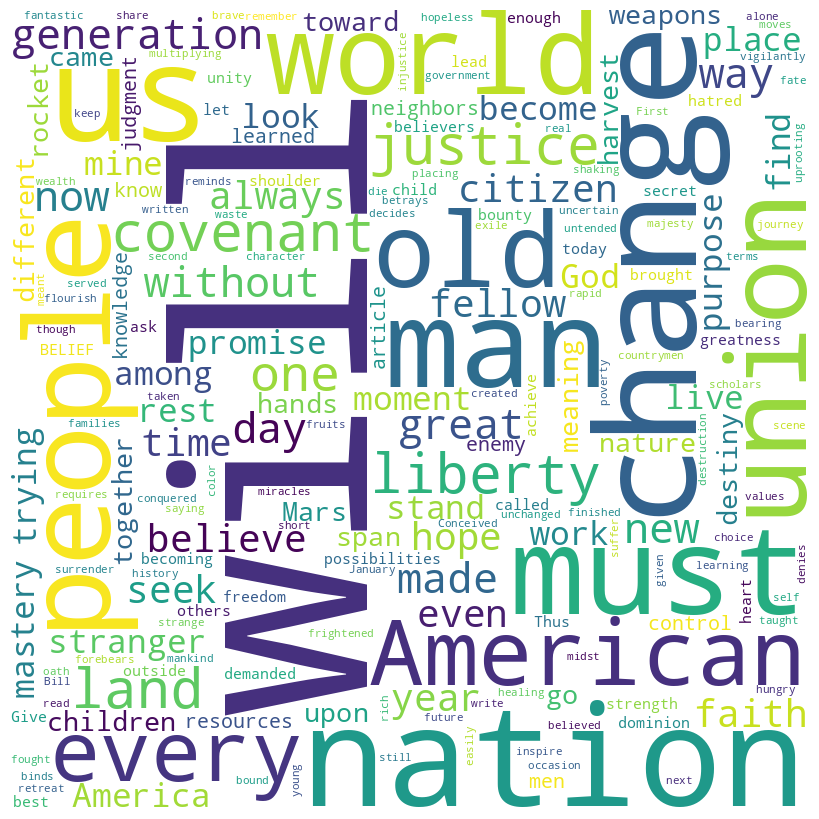 fantastic
share
brave
remember
hopeless
enough
weapons
alone
moves
generation
toward
world
place
vigilantly
came
multiplying
us
injustice
lead
government
way
fate
rocket
judgment
unity
look
neighbors
become
harvest
hatred
keep
let
learned
believers
real
First
find
uprooting
mine
justice
shaking
placing
change
wealth
now
know
reminds
shoulder
always
die
child
citizen
secret
different
written
betrays
bounty
uncertain
majesty
journey
people
waste
covenant
decides
old
exile
untended
today
purpose
terms
second
character
God
brought
union
meant
served
flourish
knowledge
without
article
fellow
rapid
bearing
though
ask
will
man
greatness
BELIEF
promise
countrymen
among
one
moment
meaning
created
poverty
live
scholars
taken
families
rest
hands
achieve
great
enemy
nature
destruction
destiny
scene
color
fruits
time
day
mastery
trying
together
miracles
liberty
values
requires
conquered
saying
Mars
stand
called
unchanged
finished
choice
short
Conceived
believe
span
hope
work
new
suffer
denies
surrender
becoming
possibilities
January
must
given
learning
history
seek
made
self
others
freedom
heart
taught
strange
even
Thus
control
stranger
frightened
American
forebears
mankind
outside
midst
oath
Bill
demanded
land
healing
year
go
strength
hungry
read
rich
write
faith
Give
children
resources
upon
future
believed
dominion
easily
inspire
fought
every
nation
binds
bound
still
occasion
retreat
young
men
next
best
America